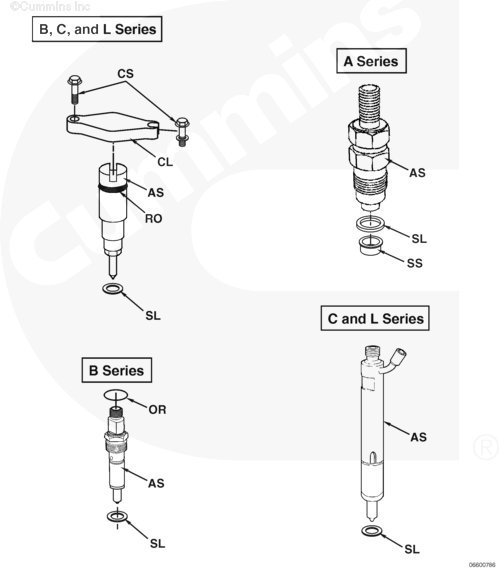 © Cummins Inc
B, C, and L Series
A Series
CS
CL
AS
RO
SL
AS
SL
SS
C and L Series
B Series
OR
AS
SL
AS
SL
Cummins
®
06600786